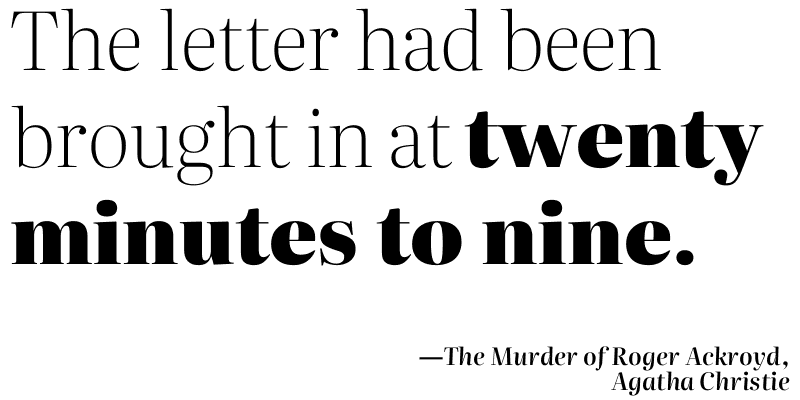 The letter had been
brought in at twenty
minutes to nine.
—The Murder of Roger Ackroyd,
Agatha Christie